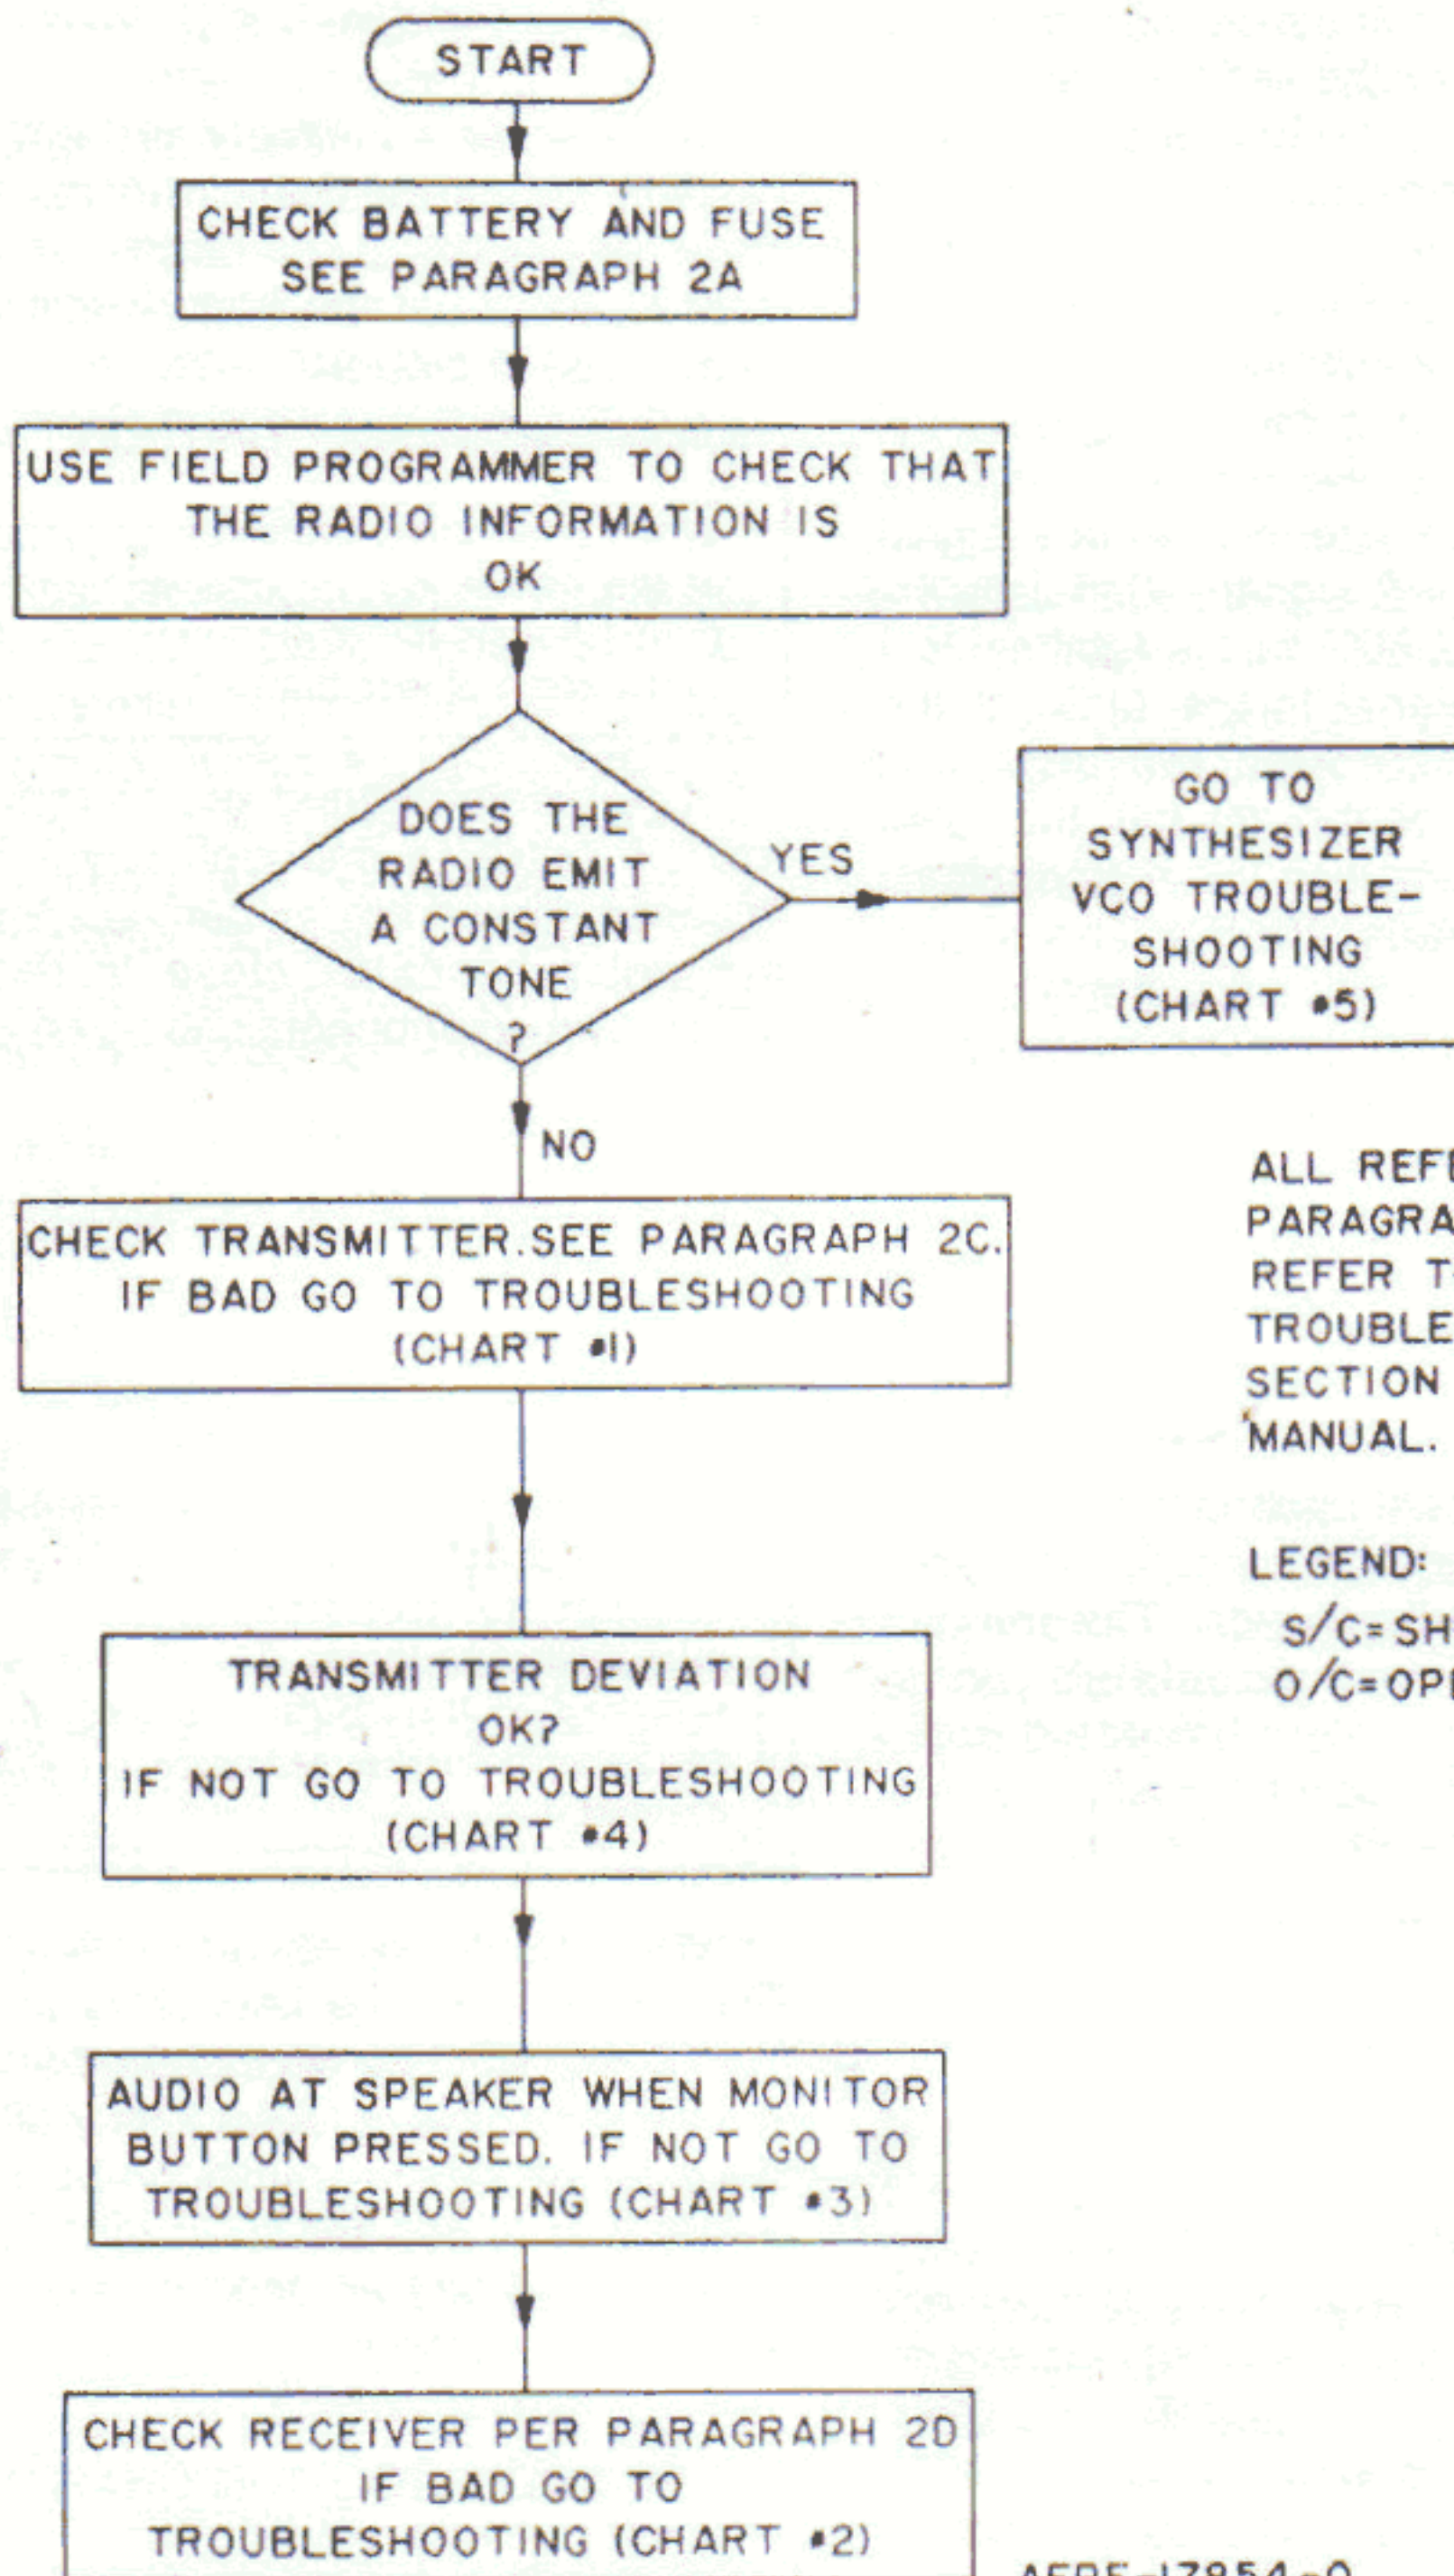 START
CHECK BATTERY AND FUSE
SEE PARAGRAPH 2A
USE FIELD PROGRAMMER TO CHECK THAT
THE RADIO INFORMATION IS
OK
DOES THE
RADIO EMIT
A CONSTANT
TONE
?
YES
GO TO
SYNTHESIZER
VCO TROUBLE-
SHOOTING
(CHART #5)
NO
CHECK TRANSMITTER. SEE PARAGRAPH 2C.
IF BAD GO TO TROUBLESHOOTING
(CHART #1)
ALL
REFER
SECTION
MANUAL.
LEGEND:
S/C=
O/C=
TRANSMITTER DEVIATION
OK?
IF NOT GO TO TROUBLESHOOTING
(CHART #4)
AUDIO AT SPEAKER WHEN MONITOR
BUTTON PRESSED. IF NOT GO TO
TROUBLESHOOTING (CHART #3)
CHECK RECEIVER PER PARAGRAPH 2D
IF BAD GO TO
TROUBLESHOOTING (CHART #2)